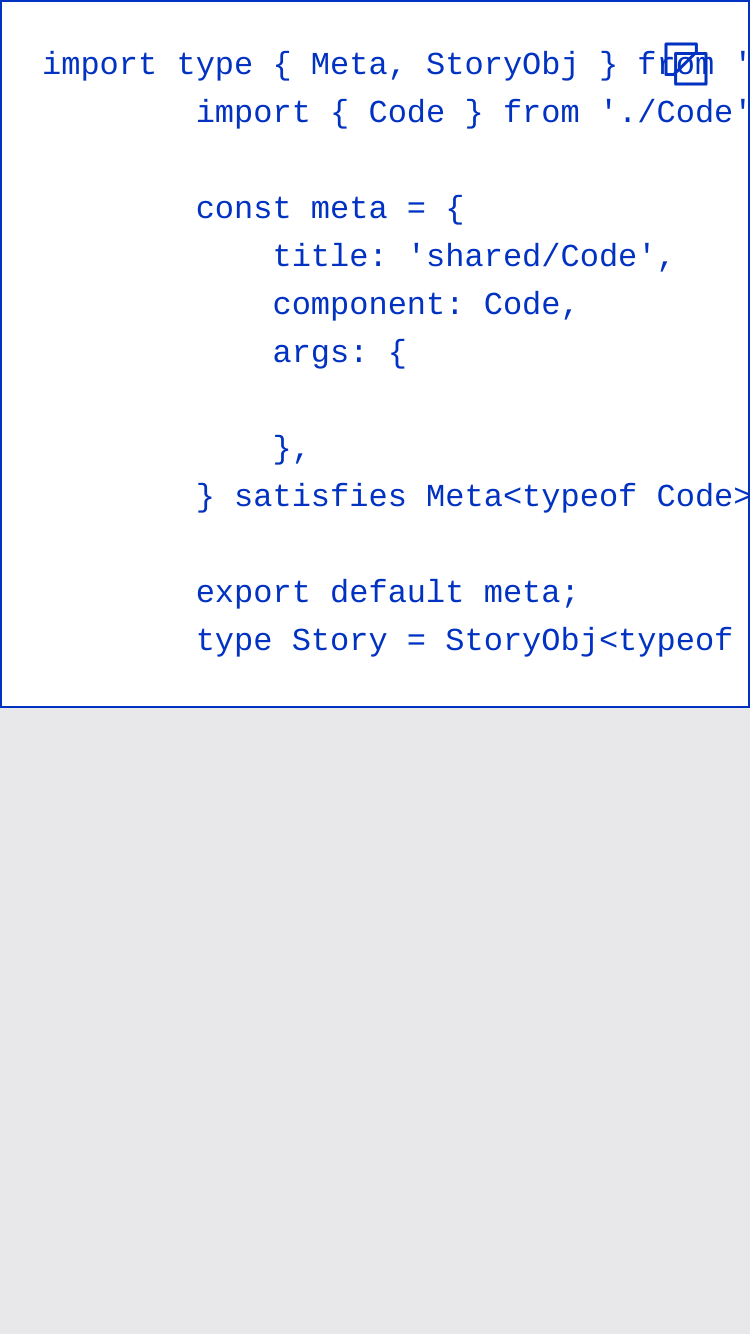 import type { Meta, StoryObj } from '
import { Code } from './Code'
const meta = {
title: 'shared/Code',
component: Code,
args: {
},
} satisfies Meta<typeof Code>
export default meta;
type Story = StoryObj<typeof